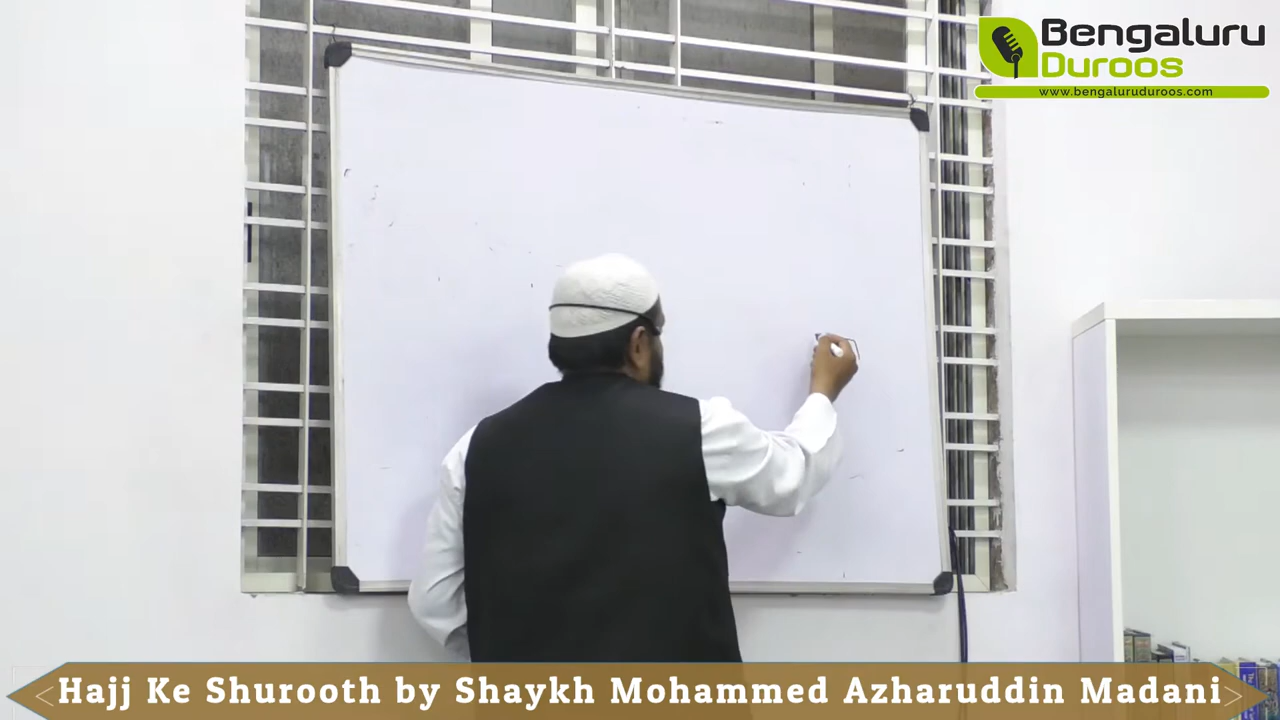 Bengaluru
Duroos
www.bengaluruduroos.com
Hajj Ke Shurooth by Shaykh Mohammed Azharuddin Madani